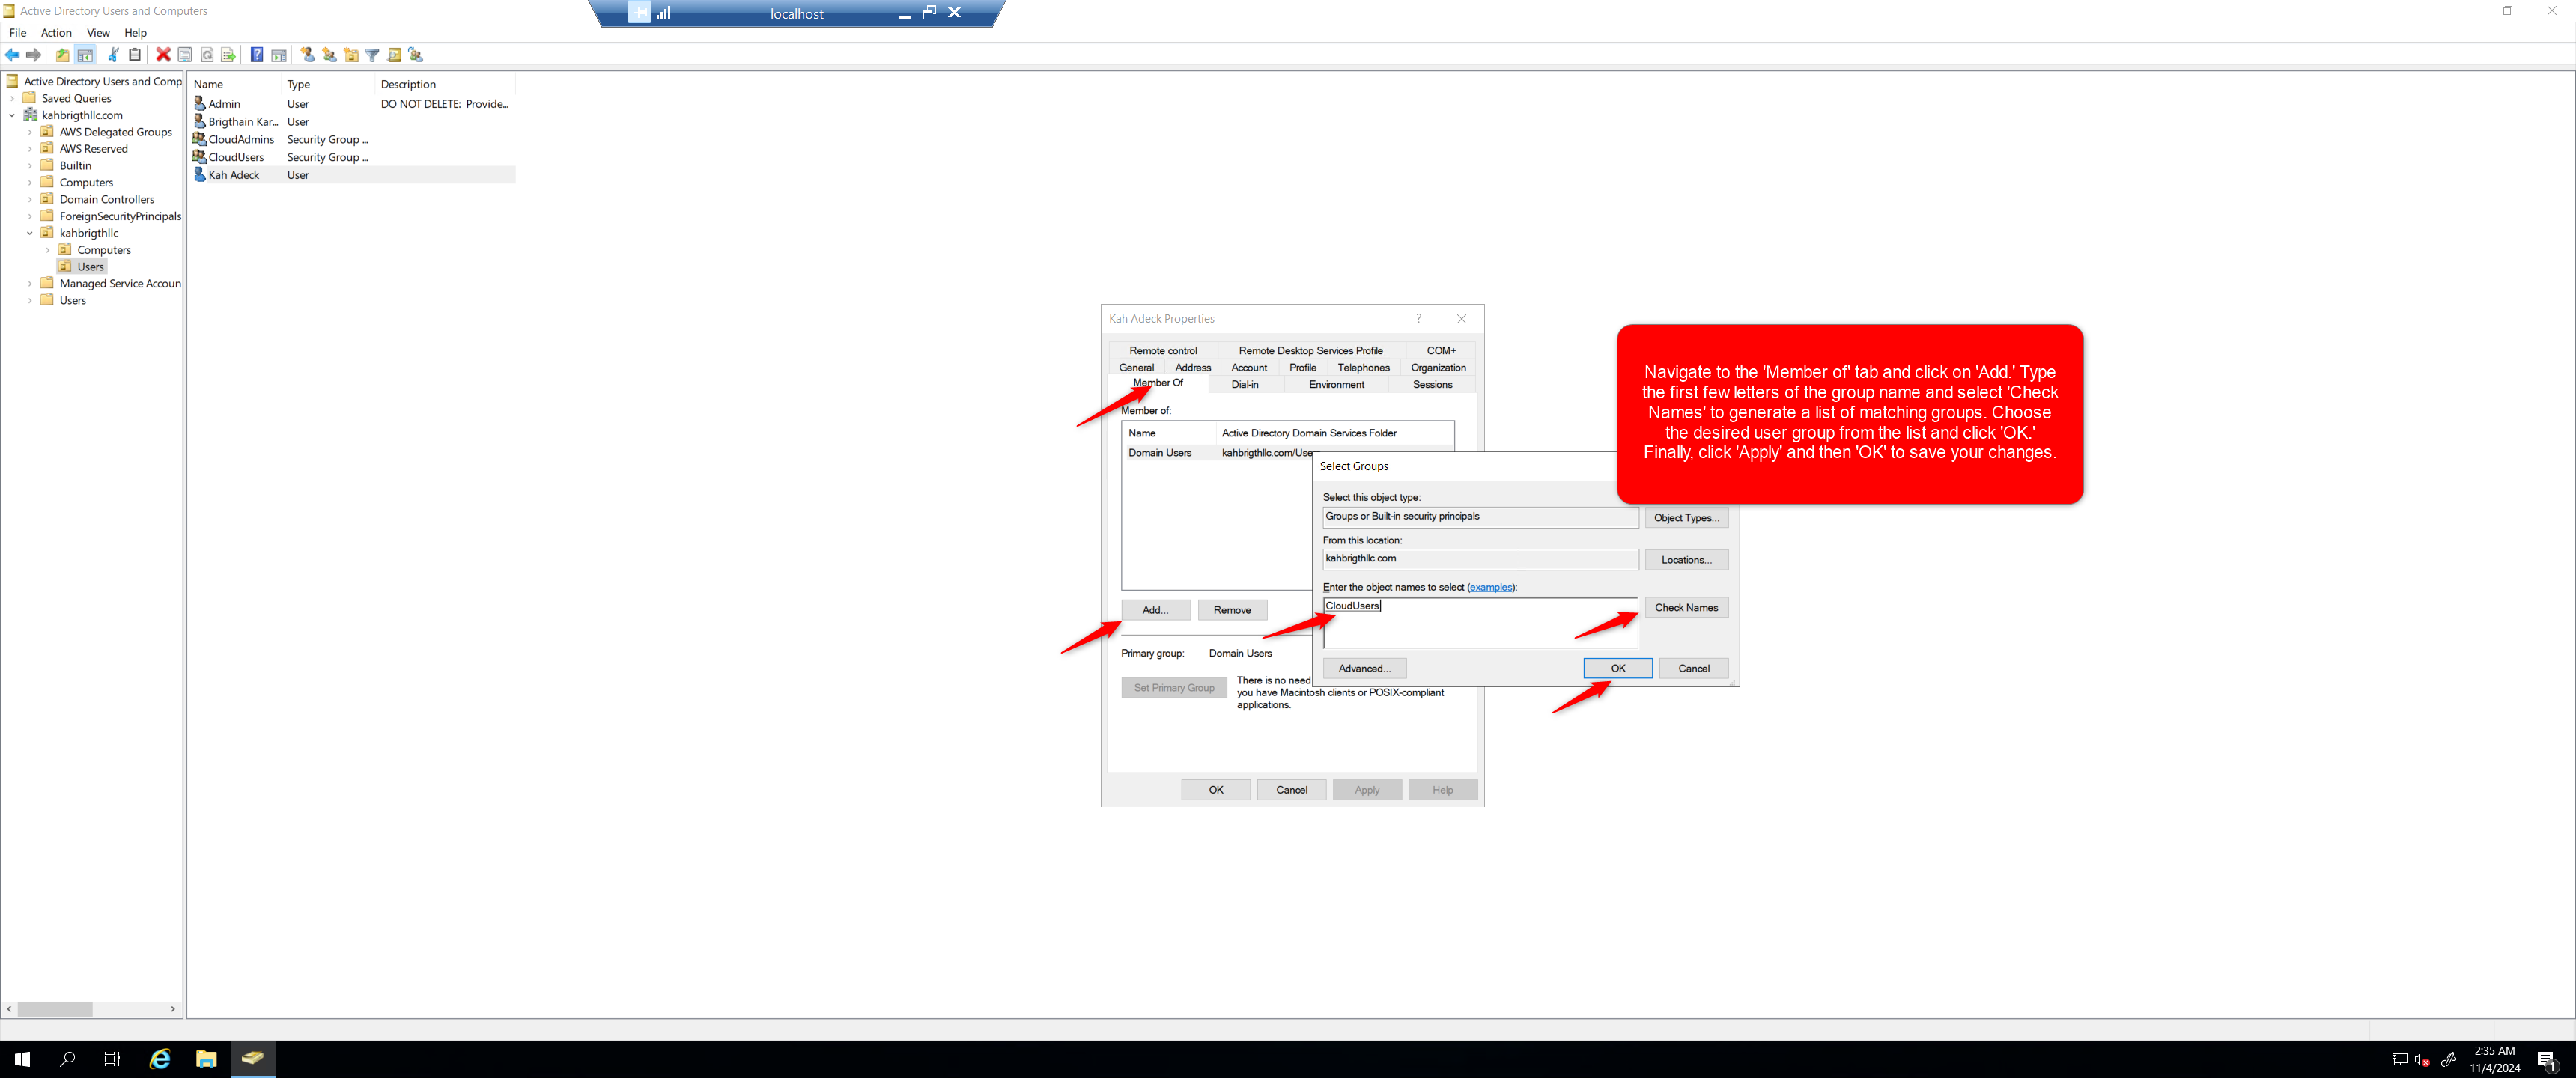 Active Directory Users and Computers
localhost
File Action View Help
Active Directory Users and Comp
Saved Queries
kahbrigthllc.com
AWS Delegated Groups
AWS Reserved
Builtin
Computers
Domain Controllers
ForeignSecurityPrincipals
kahbrigthllc
Computers
Users
Managed Service Accoun
Users
Name Type Description
Admin User DO NOT DELETE: Provide...
Brigthain Kar... User
CloudAdmins Security Group ...
CloudUsers Security Group ...
Kah Adeck User
Kah Adeck Properties
Remote control Remote Desktop Services Profile COM+
General Address Account Profile Telephones Organization
Member Of Dial-in Environment Sessions
Member of:
Name Active Directory Domain Services Folder
Domain Users kahbrigthllc.com/Users
Add... Remove
Primary group: Domain Users
Set Primary Group
There is no need
you have Macintosh clients or POSIX-compliant
applications.
OK Cancel Apply Help
Select Groups
Select this object type:
Groups or Built-in security principals
Object Types...
From this location:
kahbrigthllc.com
Locations...
Enter the object names to select (examples):
CloudUsers
Check Names
Advanced... OK Cancel
Navigate to the 'Member of' tab and click on 'Add.' Type
the first few letters of the group name and select 'Check
Names' to generate a list of matching groups. Choose
the desired user group from the list and click 'OK.'
Finally, click 'Apply' and then 'OK' to save your changes.
2:35 AM
11/4/2024
1